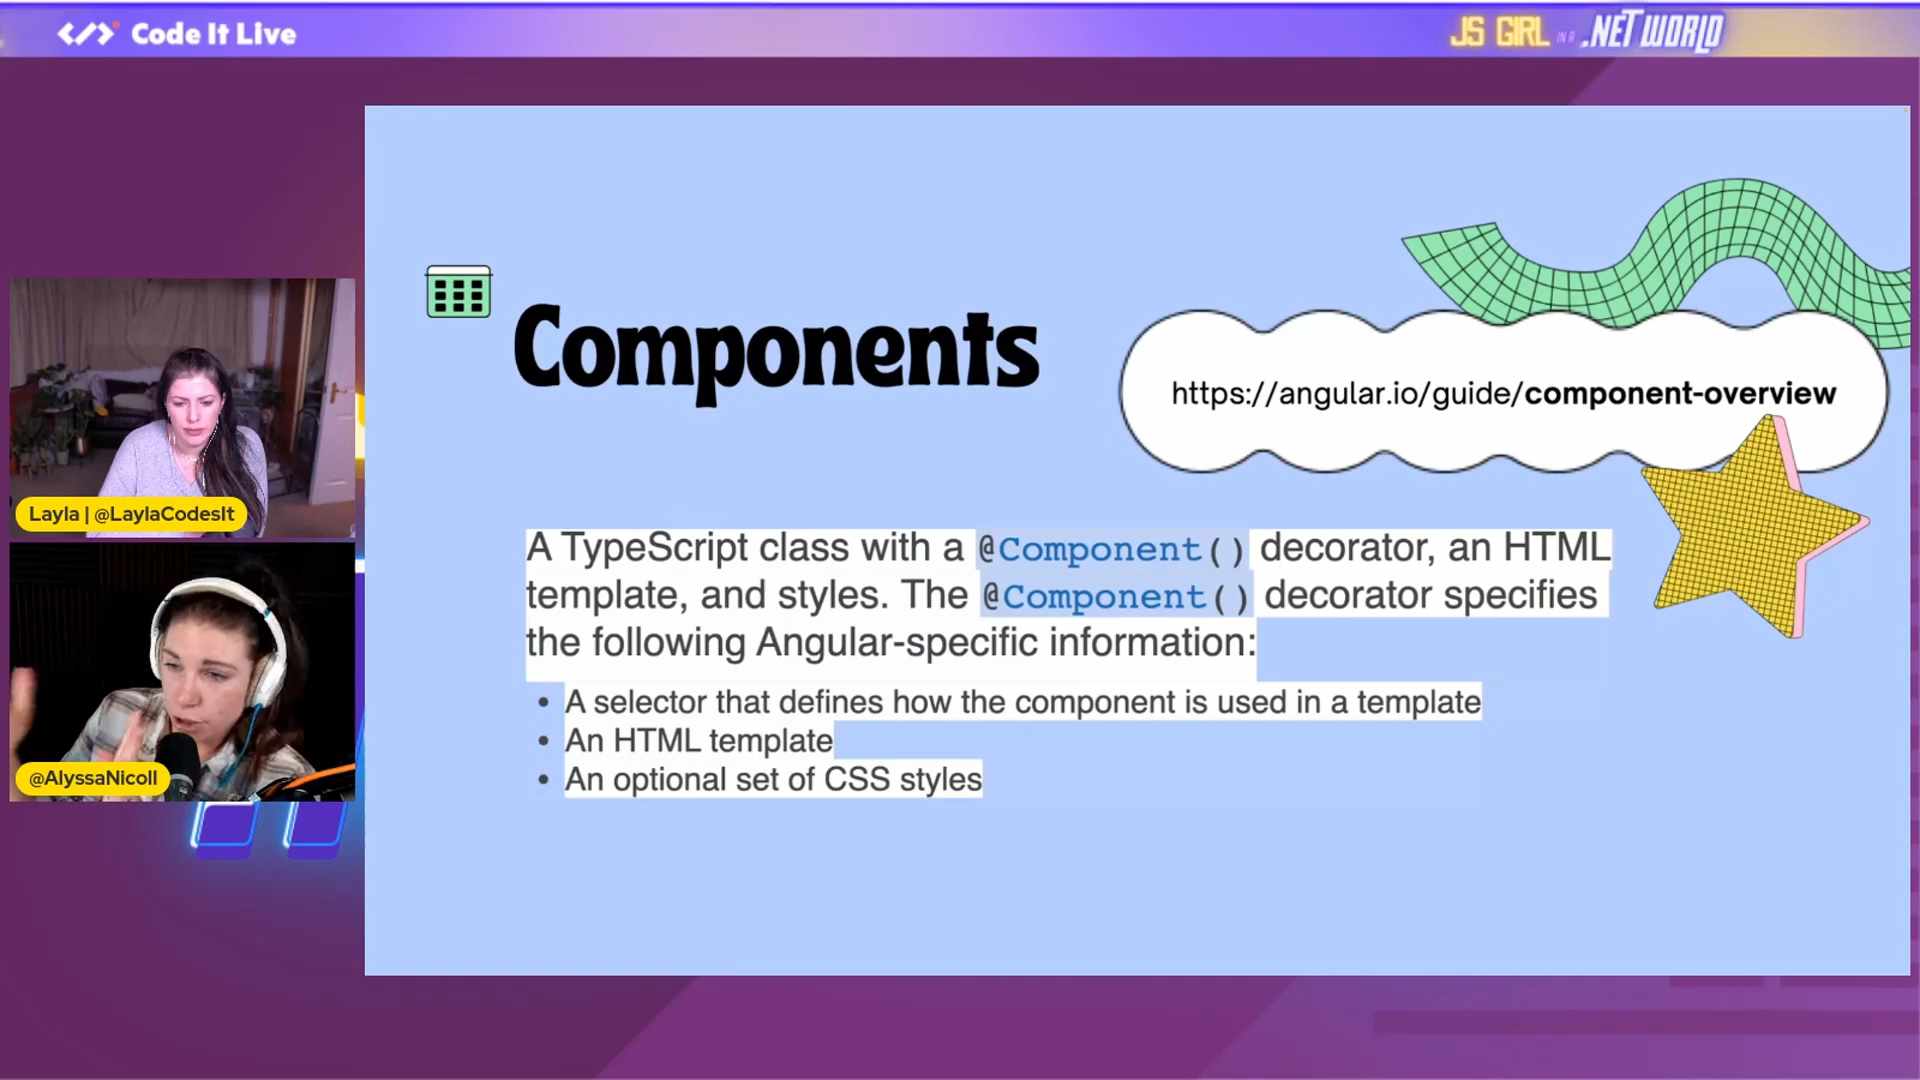 Code It Live
JS GIRL IN A .NET WORLD
Components
https://angular.io/guide/component-overview
A TypeScript class with a @Component() decorator, an HTML
template, and styles. The @Component() decorator specifies
the following Angular-specific information:
• A selector that defines how the component is used in a template
• An HTML template
• An optional set of CSS styles
Layla | @LaylaCodesIt
@AlyssaNicoll